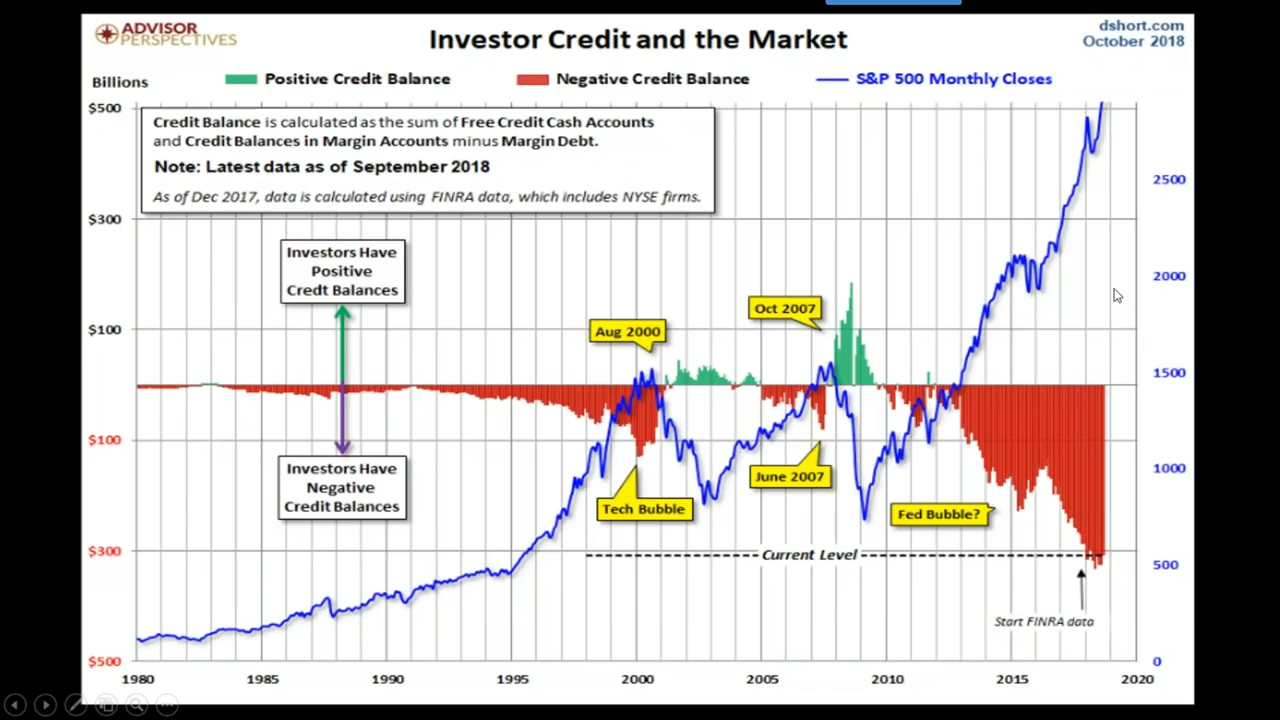 ADVISOR
PERSPECTIVES
Investor Credit and the Market
dshort.com
October 2018
Billions
Positive Credit Balance
Negative Credit Balance
S&P 500 Monthly Closes
$500
$300
$100
$100
$300
$500
Credit Balance is calculated as the sum of Free Credit Cash Accounts
and Credit Balances in Margin Accounts minus Margin Debt.
Note: Latest data as of September 2018
As of Dec 2017, data is calculated using FINRA data, which includes NYSE firms.
Investors Have
Positive
Credt Balances
Investors Have
Negative
Credit Balances
Aug 2000
Oct 2007
Tech Bubble
June 2007
Fed Bubble?
Current Level
Start FINRA data
2500
2000
1500
1000
500
0
1980
1985
1990
1995
2000
2005
2010
2015
2020